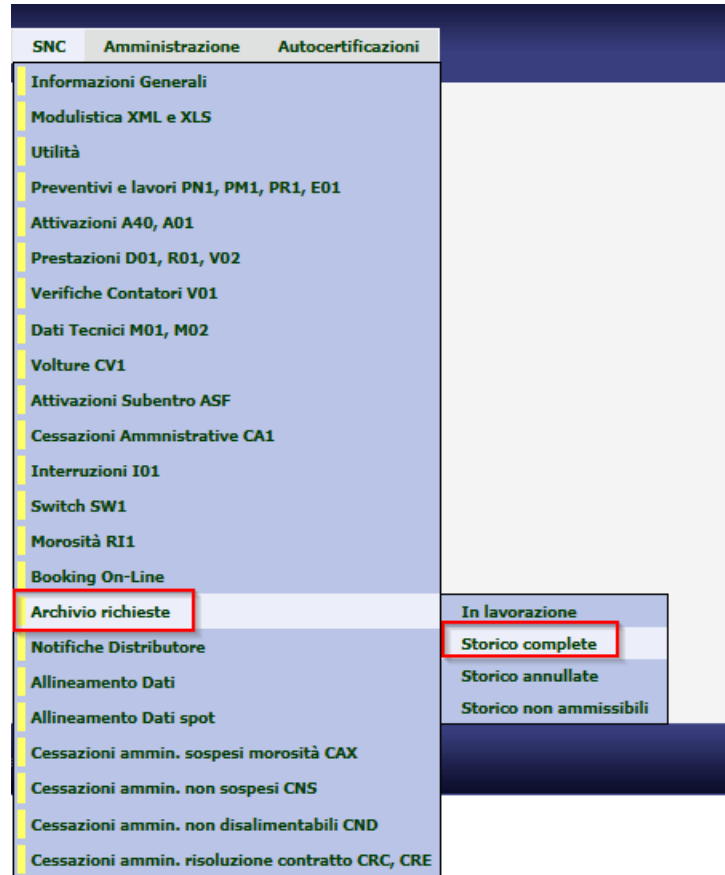 SNC Amministrazione Autocertificazioni
Informazioni Generali
Modulistica XML e XLS
Utilità
Preventivi e lavori PN1, PM1, PR1, E01
Attivazioni A40, A01
Prestazioni D01, R01, V02
Verifiche Contatori V01
Dati Tecnici M01, M02
Volture CV1
Attivazioni Subentro ASF
Cessazioni Ammnistrative CA1
Interruzioni I01
Switch SW1
Morosità RI1
Booking On-Line
Archivio richieste
In lavorazione
Storico complete
Storico annullate
Storico non ammissibili
Notifiche Distributore
Allineamento Dati
Allineamento Dati spot
Cessazioni ammin. sospesi morosità CAX
Cessazioni ammin. non sospesi CNS
Cessazioni ammin. non disalimentabili CND
Cessazioni ammin. risoluzione contratto CRC, CRE